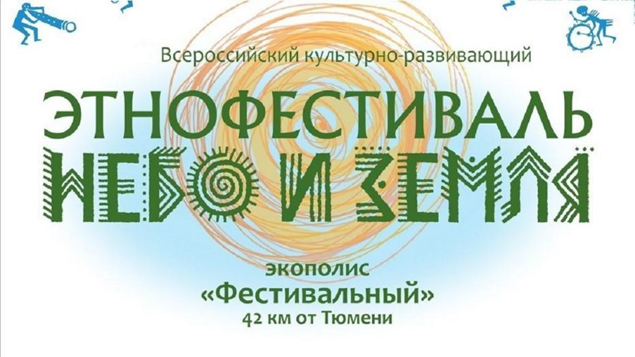 Всероссийский культурно-развивающий
ЭТНОФЕСТИВАЛЬ
НЕБО И ЗЕМЛЯ
экополис
«Фестивальный»
42 км от Тюмени